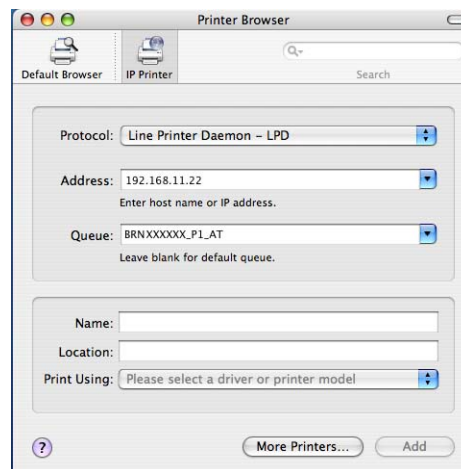 Printer Browser
Default Browser
IP Printer
Search
Protocol: Line Printer Daemon – LPD
Address: 192.168.11.22
Enter host name or IP address.
Queue: BRNXXXXXX_P1_AT
Leave blank for default queue.
Name:
Location:
Print Using: Please select a driver or printer model
? More Printers... Add